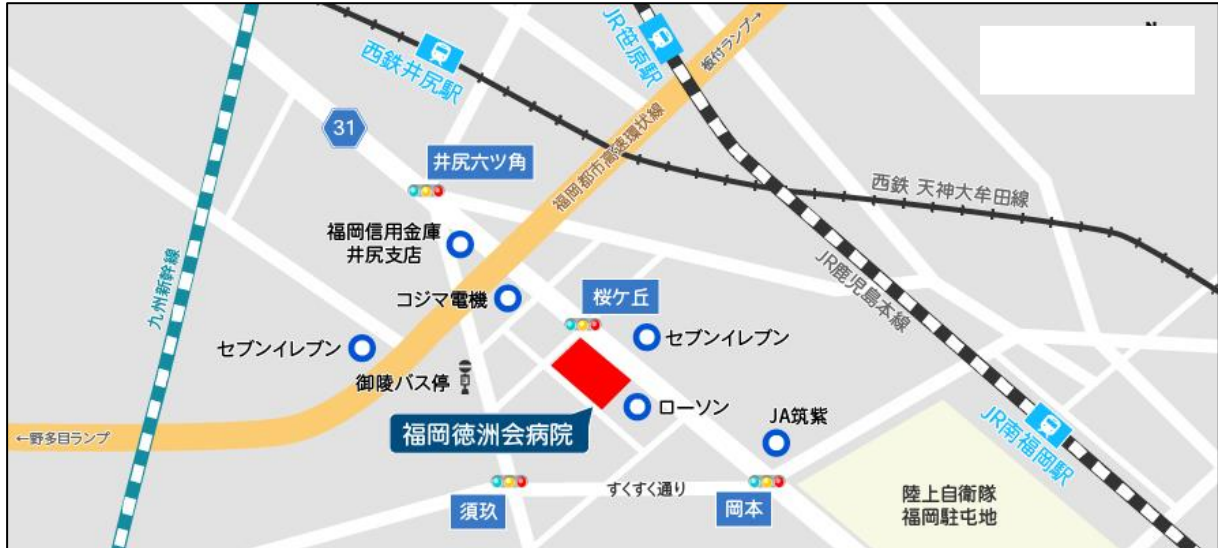 西鉄井尻駅
JR笹原駅
板付ランプ→
31
井尻六ツ角
福岡都市高速環状線
西鉄 天神大牟田線
福岡信用金庫
井尻支店
九州新幹線
コジマ電機
桜ケ丘
JR鹿児島本線
セブンイレブン
セブンイレブン
御陵バス停
ローソン
JA筑紫
福岡徳洲会病院
←野多目ランプ
JR南福岡駅
すくすく通り
須玖
岡本
陸上自衛隊
福岡駐屯地